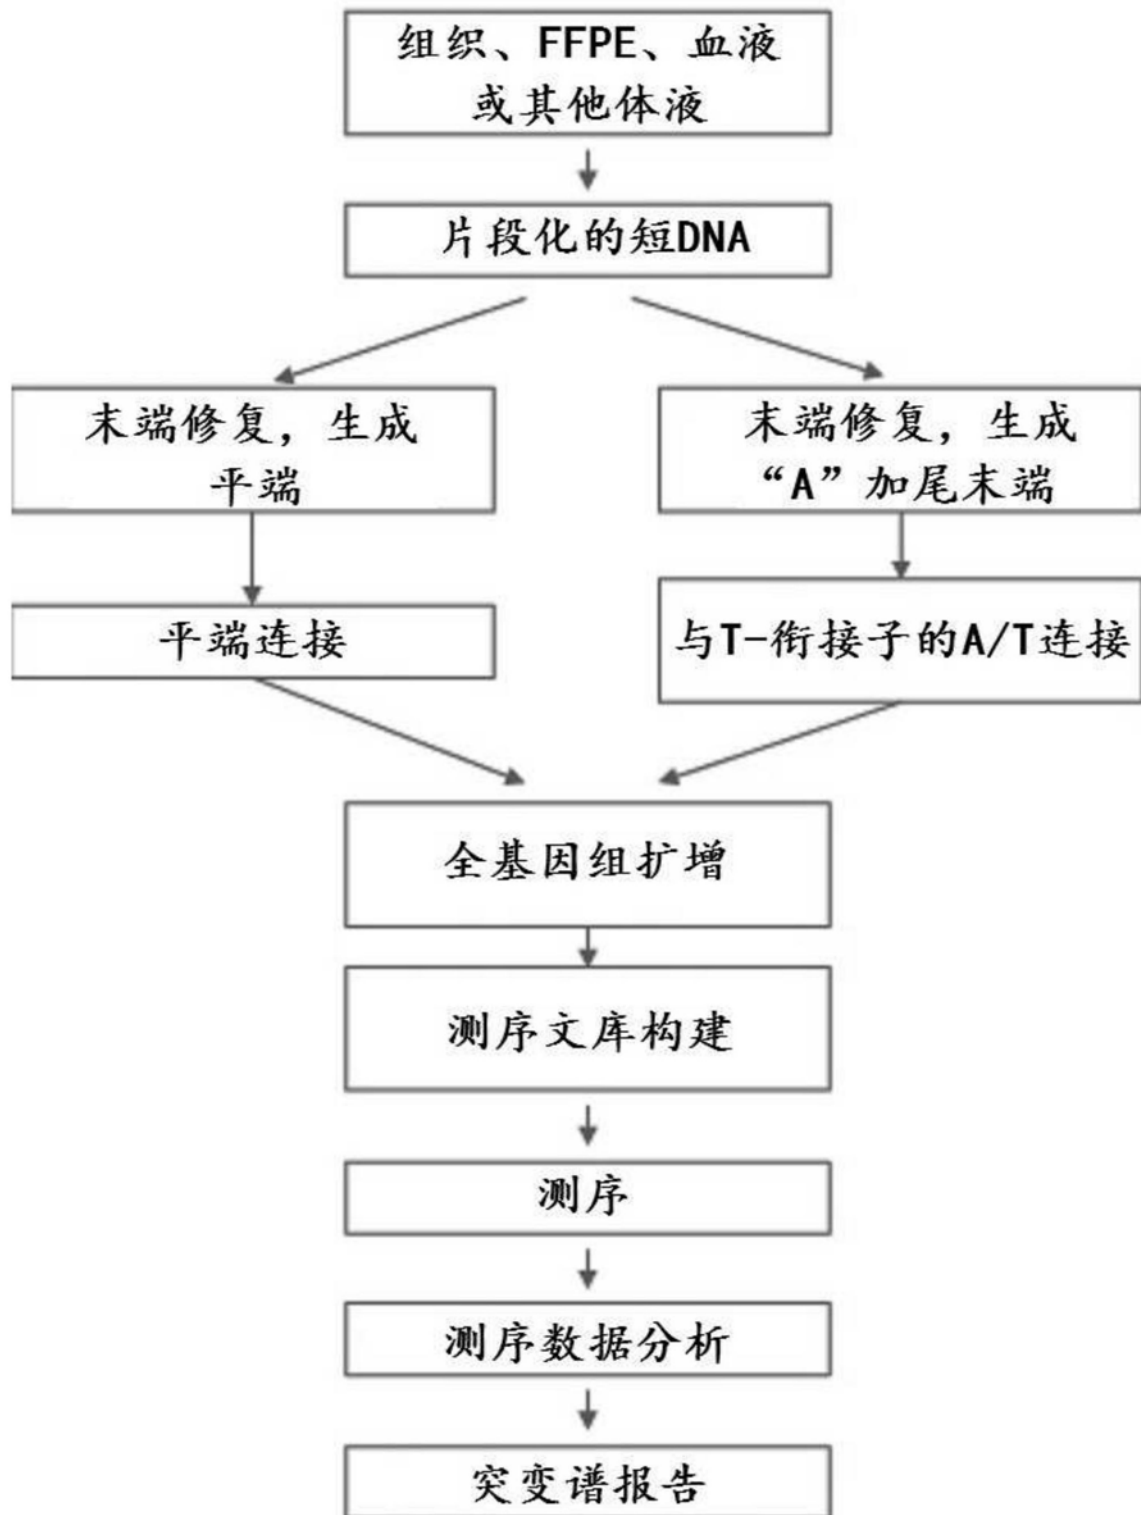 组织、FFPE、血液
或其他体液
片段化的短DNA
末端修复，生成
平端
末端修复，生成
“A”加尾末端
平端连接
与T-衔接子的A/T连接
全基因组扩增
测序文库构建
测序
测序数据分析
突变谱报告